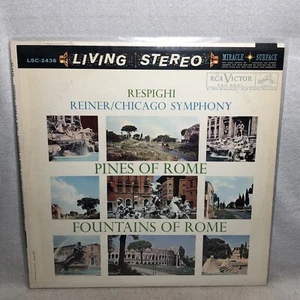 LSC-2436
LIVING STEREO
MIRACLE SURFACE
RCA VICTOR
RESPIGHI
REINER/CHICAGO SYMPHONY
PINES OF ROME
FOUNTAINS OF ROME